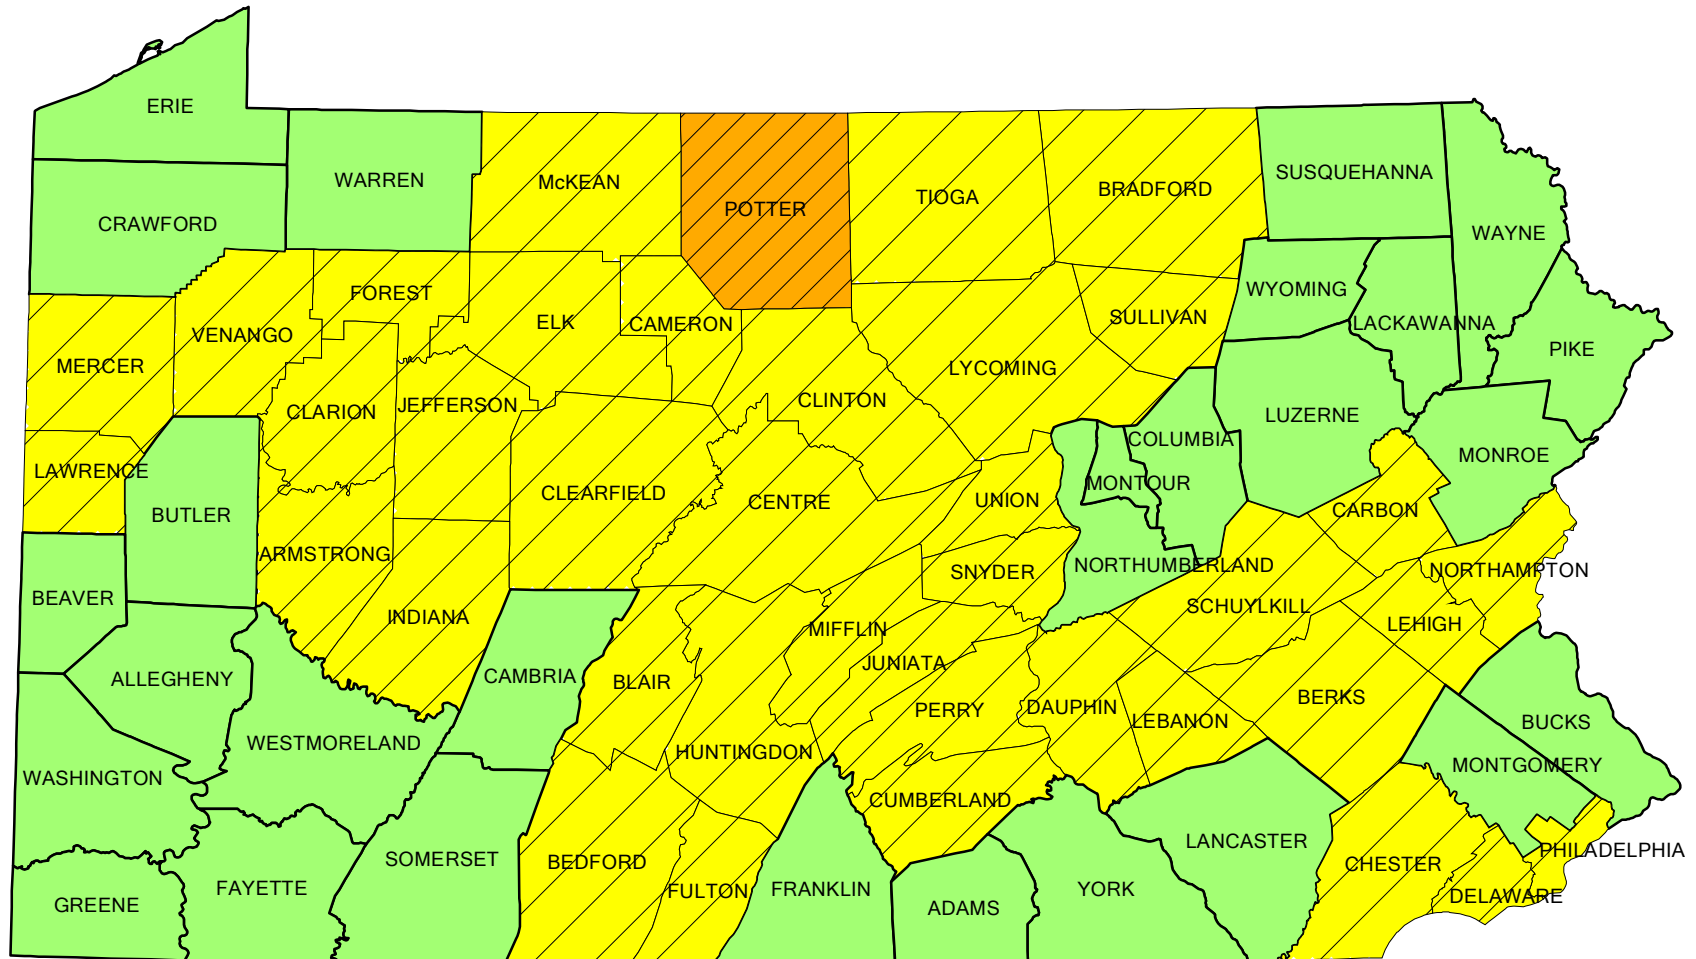 ERIE
WARREN
McKEAN
POTTER
TIOGA
BRADFORD
SUSQUEHANNA
CRAWFORD
WAYNE
FOREST
WYOMING
VENANGO
ELK
CAMERON
SULLIVAN
LACKAWANNA
MERCER
LYCOMING
PIKE
CLARION
JEFFERSON
CLINTON
LUZERNE
COLUMBIA
LAWRENCE
MONROE
CLEARFIELD
CENTRE
UNION
MONTOUR
BUTLER
CARBON
ARMSTRONG
SNYDER
NORTHUMBERLAND
NORTHAMPTON
BEAVER
INDIANA
SCHUYLKILL
MIFFLIN
LEHIGH
ALLEGHENY
CAMBRIA
BLAIR
JUNIATA
PERRY
DAUPHIN
LEBANON
BERKS
BUCKS
WESTMORELAND
HUNTINGDON
WASHINGTON
MONTGOMERY
CUMBERLAND
LANCASTER
SOMERSET
BEDFORD
CHESTER
PHILADELPHIA
GREENE
FAYETTE
FULTON
FRANKLIN
ADAMS
YORK
DELAWARE